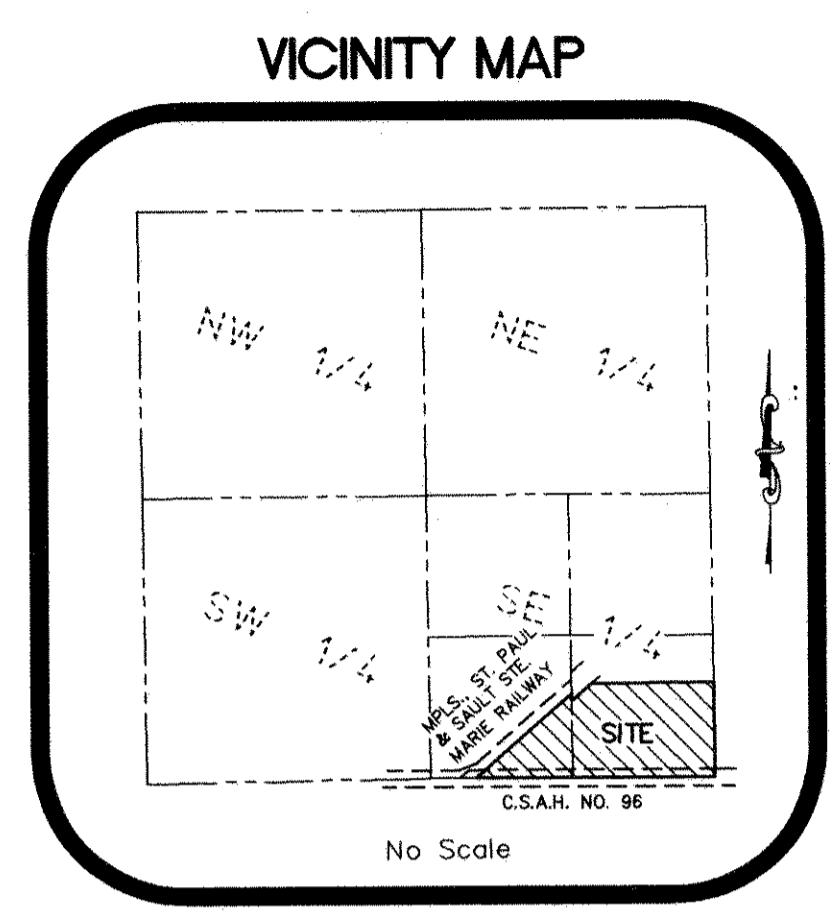 VICINITY MAP
NW 1/4
NE 1/4
SW 1/4
SE 1/4
MPLS., ST. PAUL
& SAULT STE.
MARIE RAILWAY
SITE
C.S.A.H. NO. 96
No Scale